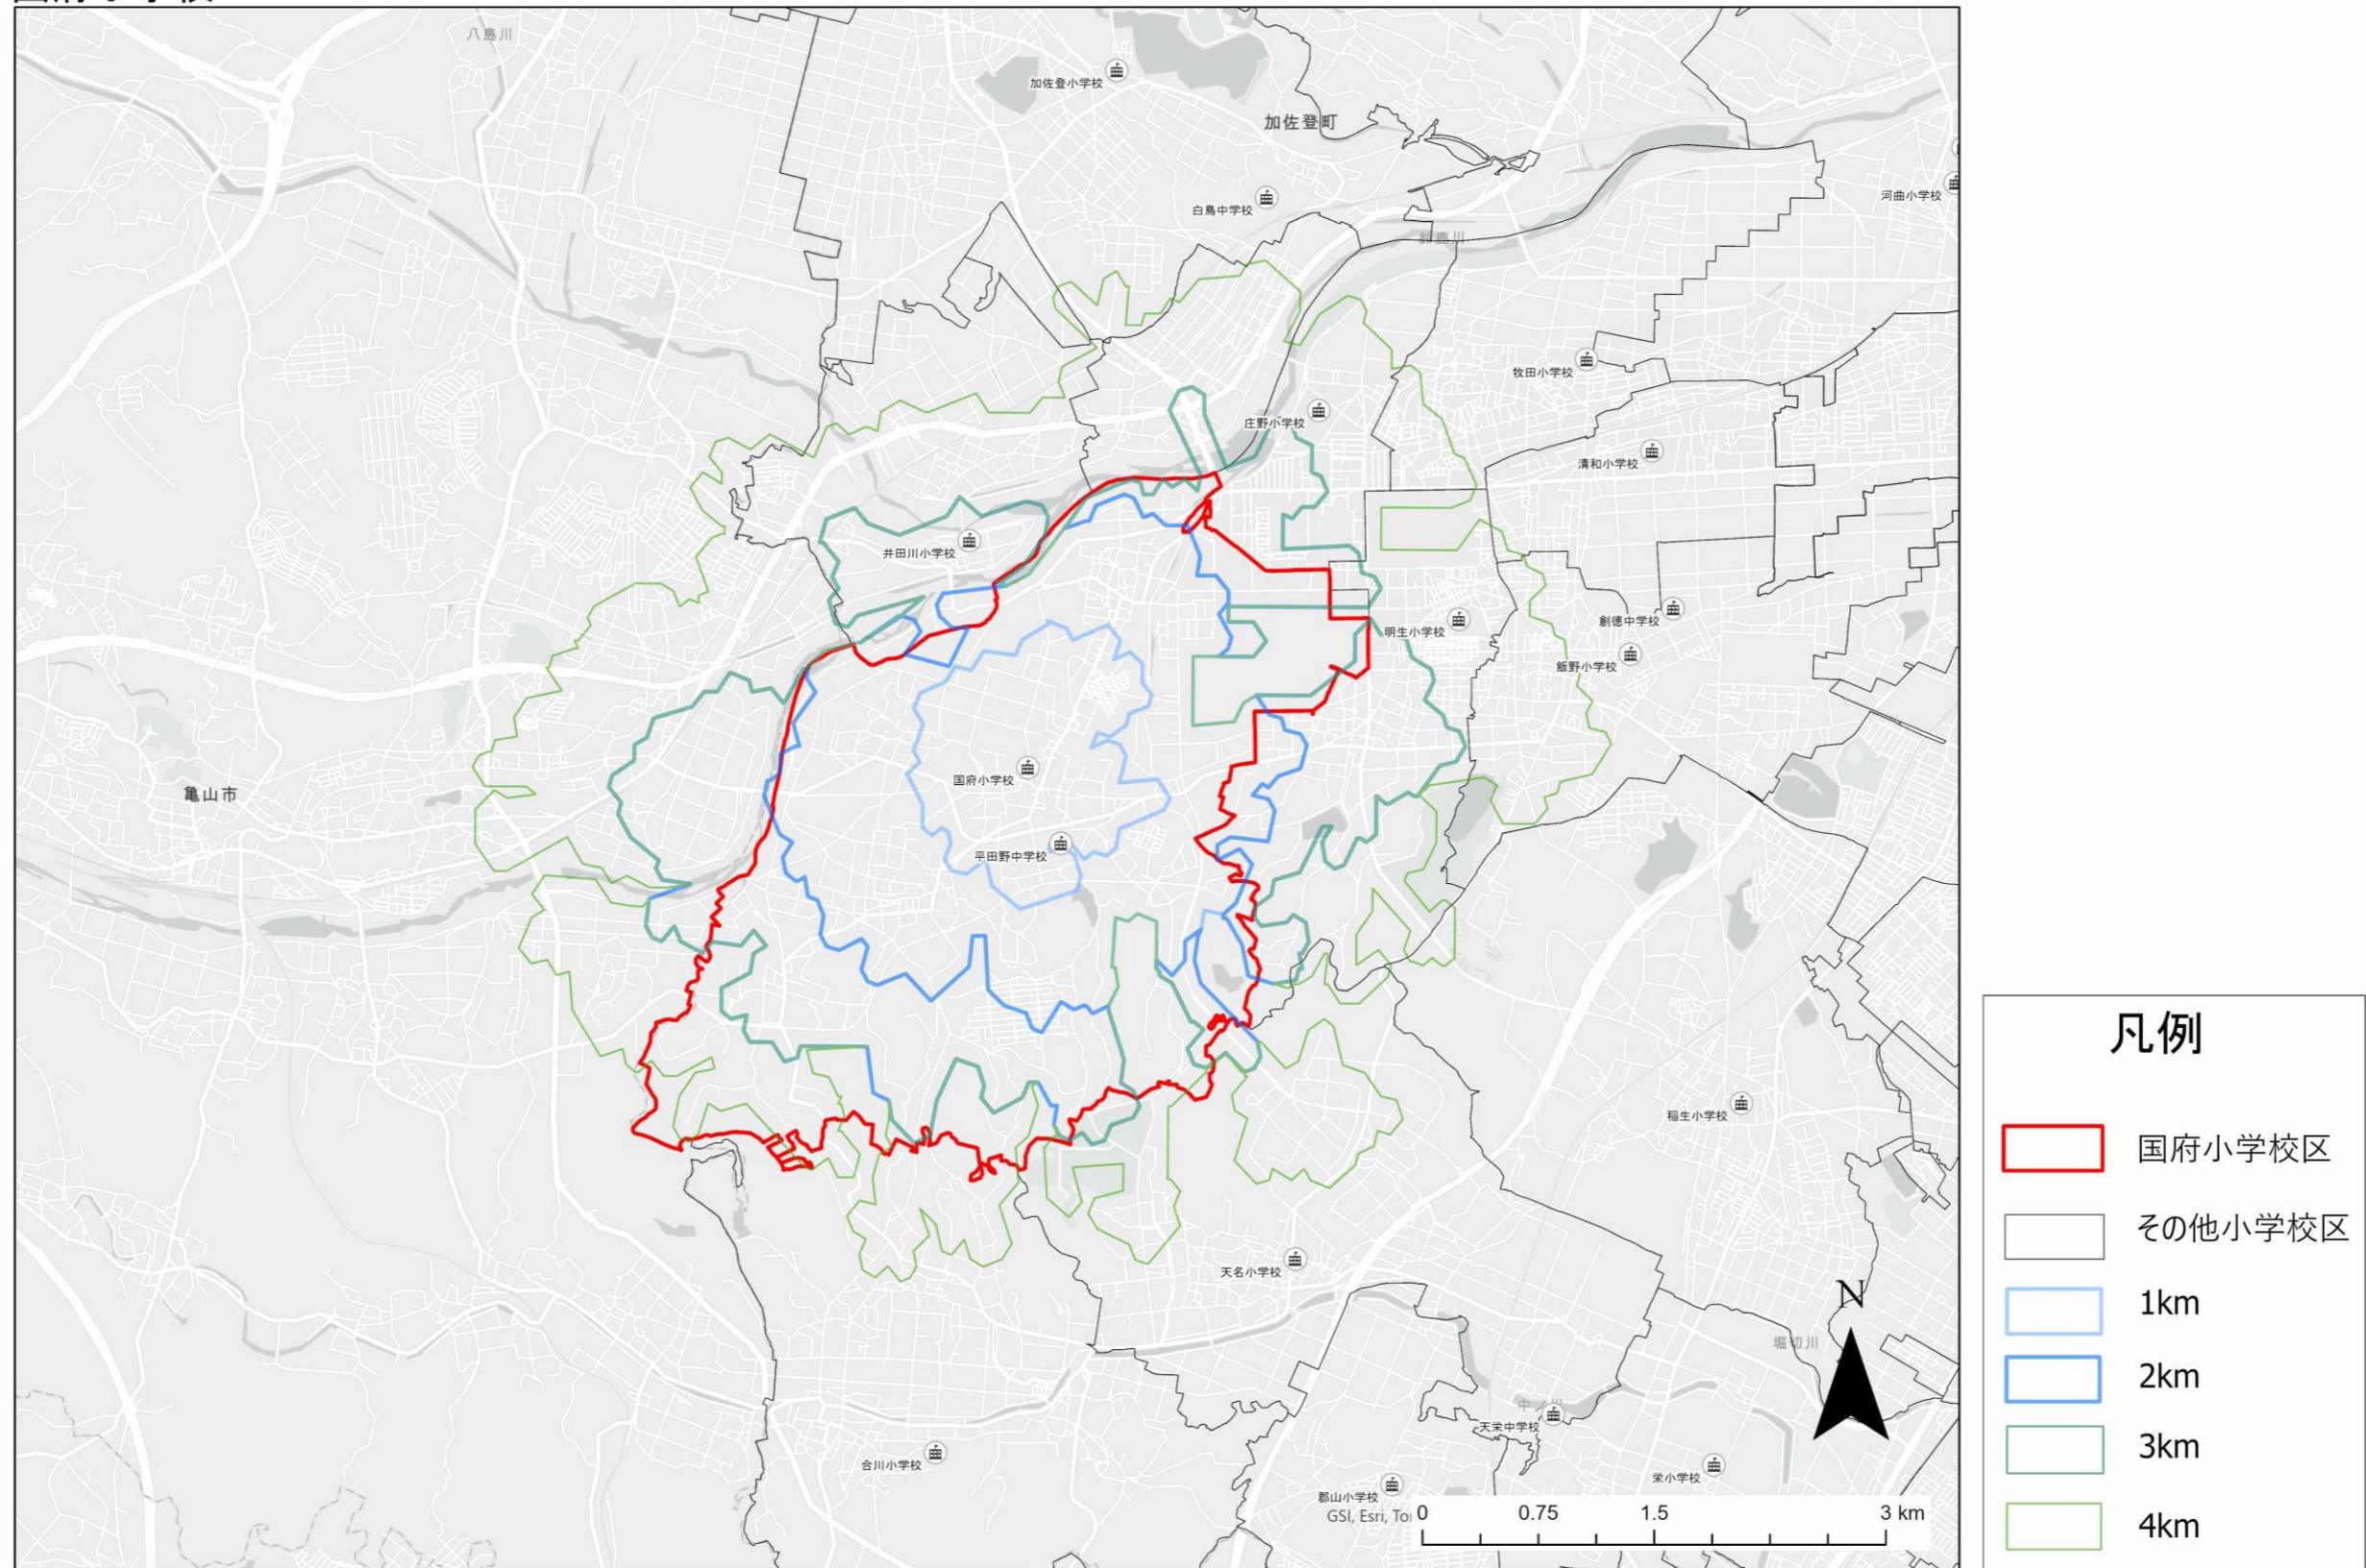 八島川
加佐登小学校
加佐登町
白鳥中学校
河曲小学校
鈴鹿川
牧田小学校
庄野小学校
清和小学校
井田川小学校
創徳中学校
明生小学校
飯野小学校
国府小学校
亀山市
平田野中学校
稲生小学校
天名小学校
堀切川
天栄中学校
合川小学校
栄小学校
郡山小学校
GSI, Esri, To
0 0.75 1.5 3 km
N
凡例
国府小学校区
その他小学校区
1km
2km
3km
4km